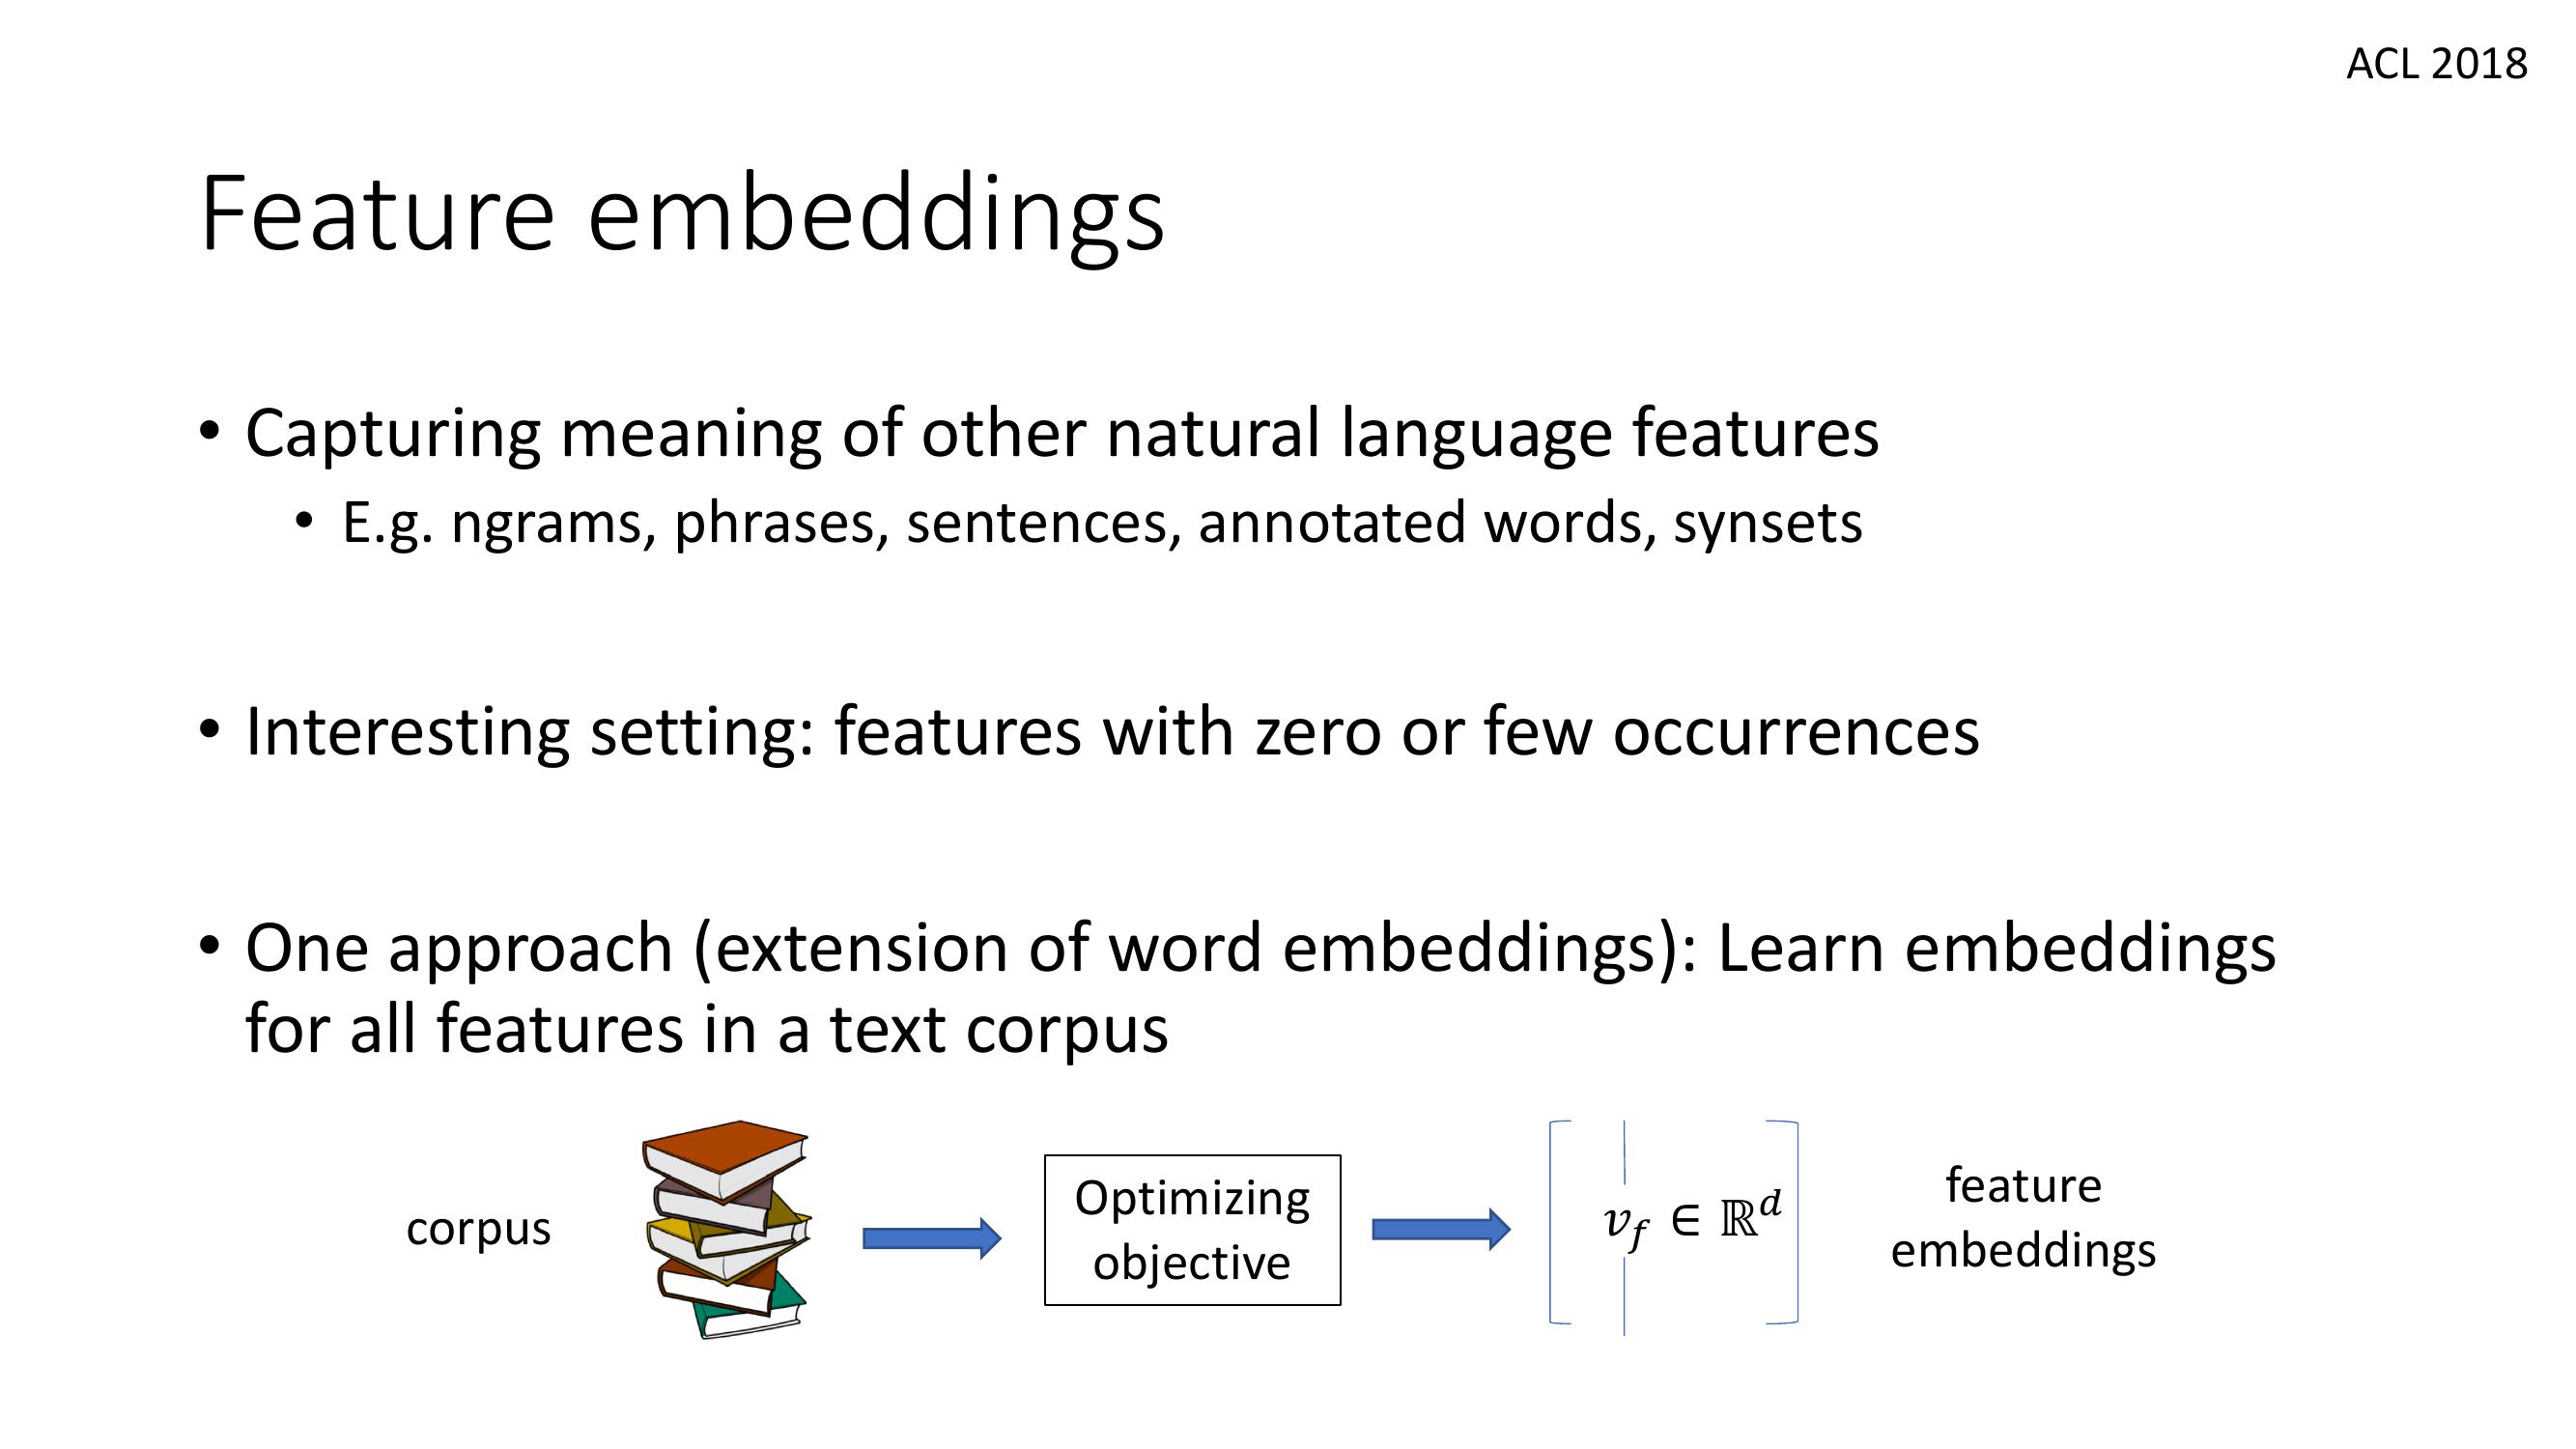 ACL 2018
Feature embeddings
• Capturing meaning of other natural language features
• E.g. ngrams, phrases, sentences, annotated words, synsets
• Interesting setting: features with zero or few occurrences
• One approach (extension of word embeddings): Learn embeddings
for all features in a text corpus
corpus
Optimizing
objective
$v_f \in \mathbb{R}^d$
feature
embeddings